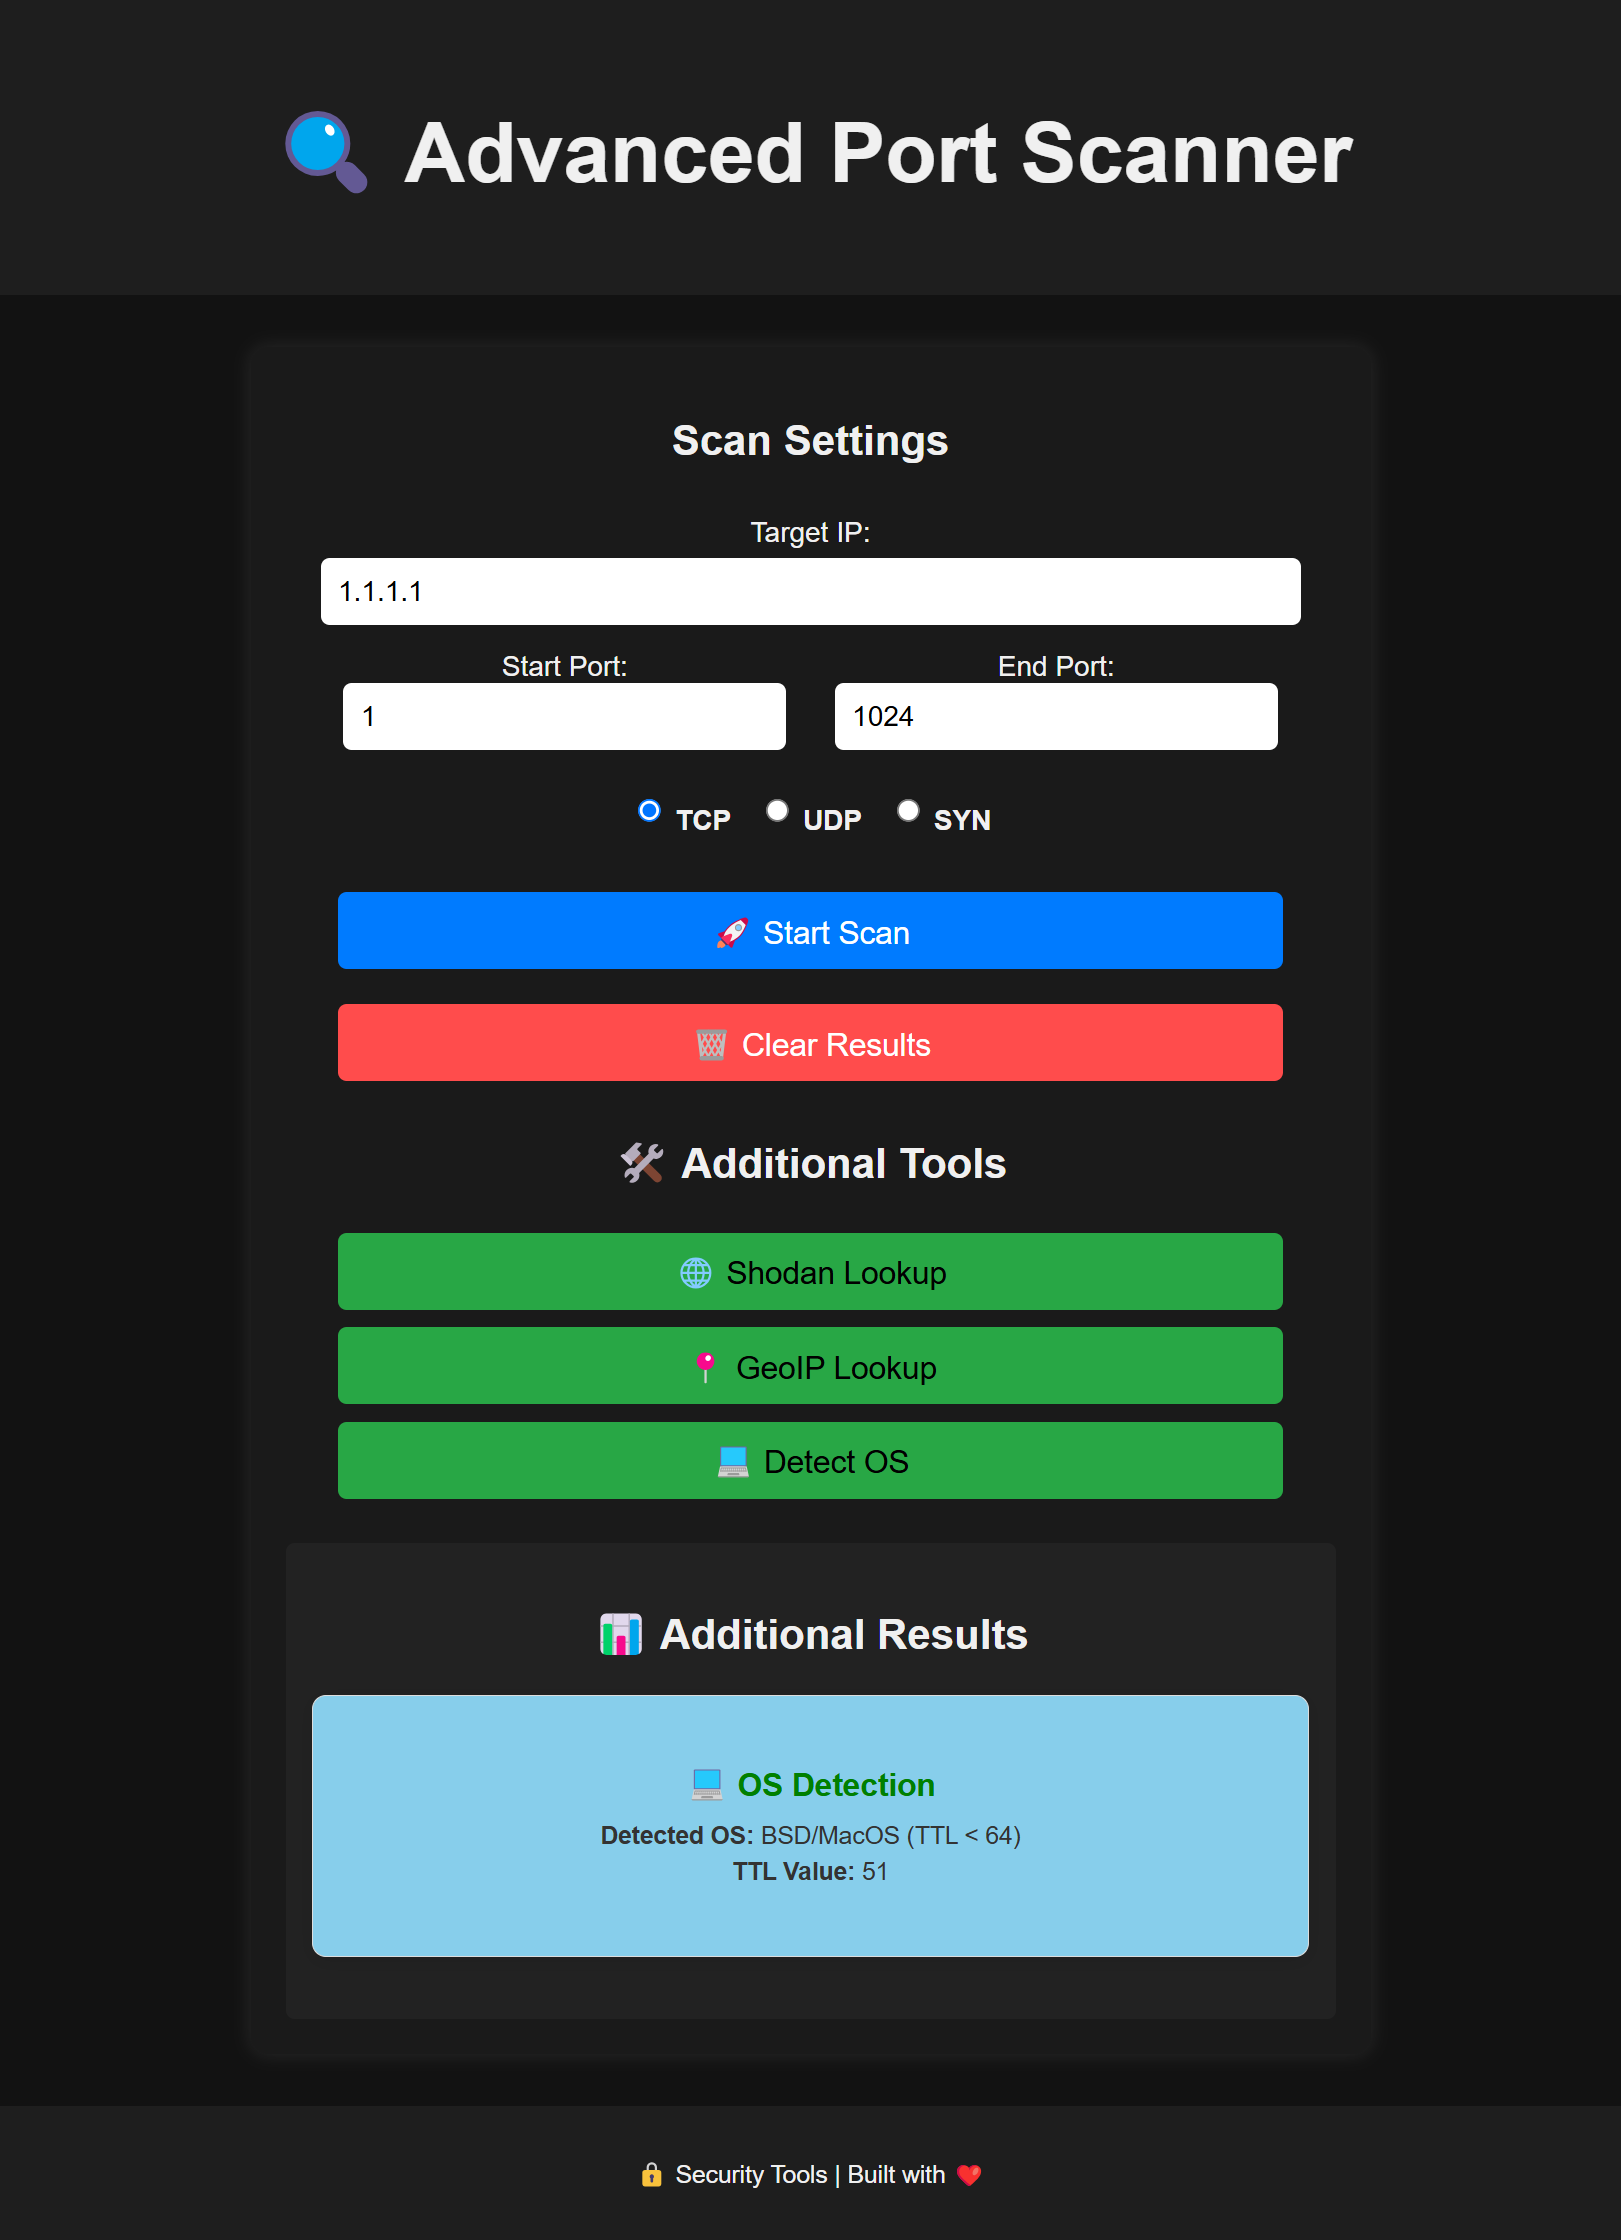 🔍 Advanced Port Scanner
Scan Settings
Target IP:
1.1.1.1
Start Port: End Port:
1 1024
TCP UDP SYN
🚀 Start Scan
🗑️ Clear Results
🛠️ Additional Tools
🌐 Shodan Lookup
📍 GeoIP Lookup
💻 Detect OS
📊 Additional Results
💻 OS Detection
Detected OS: BSD/MacOS (TTL < 64)
TTL Value: 51
🔒 Security Tools | Built with ❤️